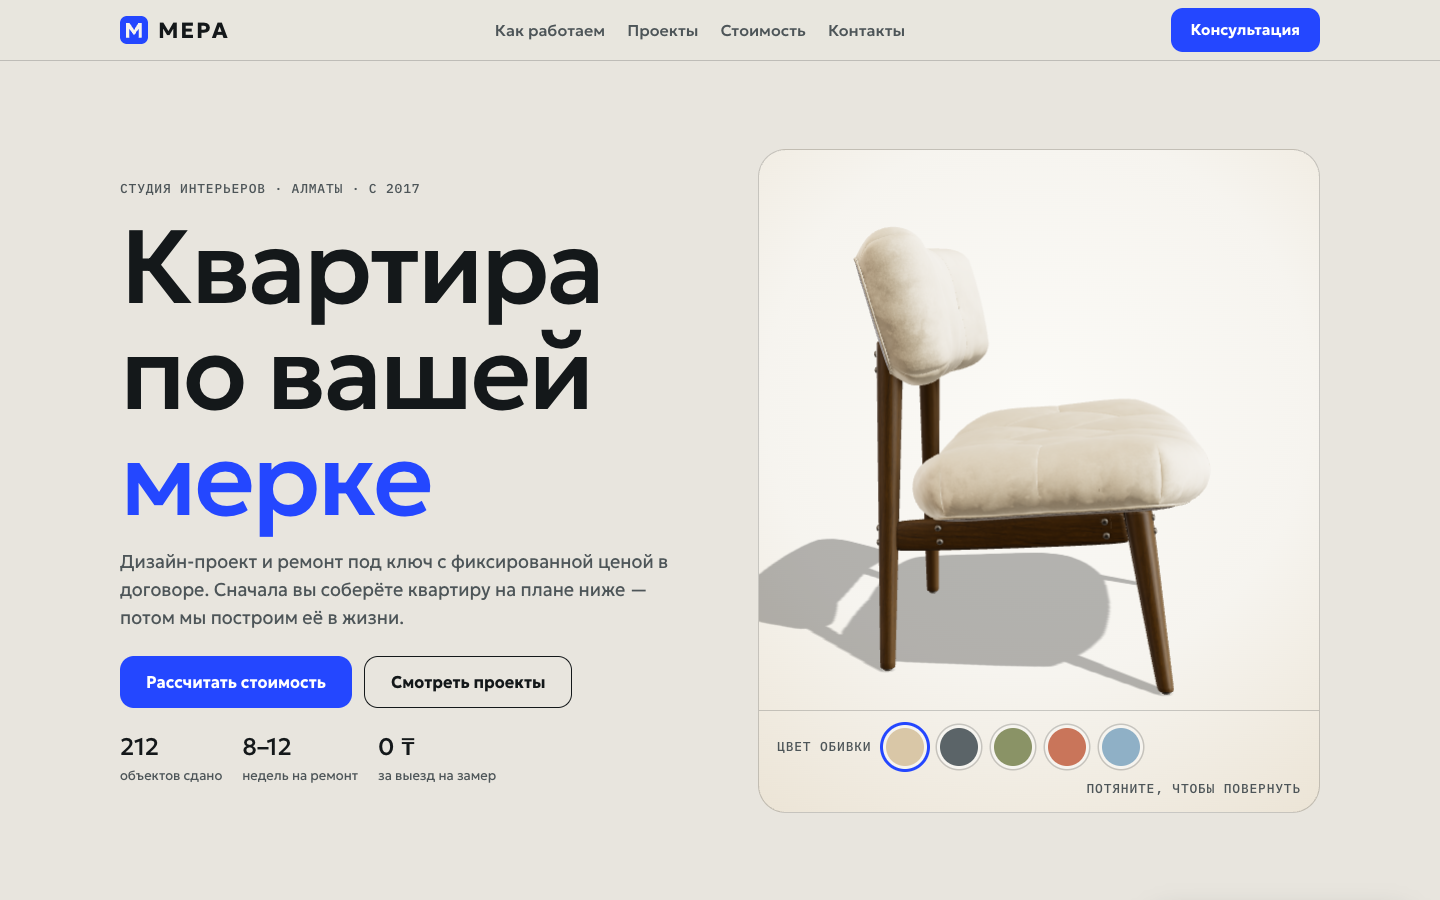 М МЕРА
Как работаем Проекты Стоимость Контакты
Консультация
СТУДИЯ ИНТЕРЬЕРОВ · АЛМАТЫ · С 2017
Квартира
по вашей
мерке
Дизайн-проект и ремонт под ключ с фиксированной ценой в
договоре. Сначала вы соберёте квартиру на плане ниже —
потом мы построим её в жизни.
Рассчитать стоимость
Смотреть проекты
212
объектов сдано
8–12
недель на ремонт
0 ₸
за выезд на замер
ЦВЕТ ОБИВКИ
ПОТЯНИТЕ, ЧТОБЫ ПОВЕРНУТЬ